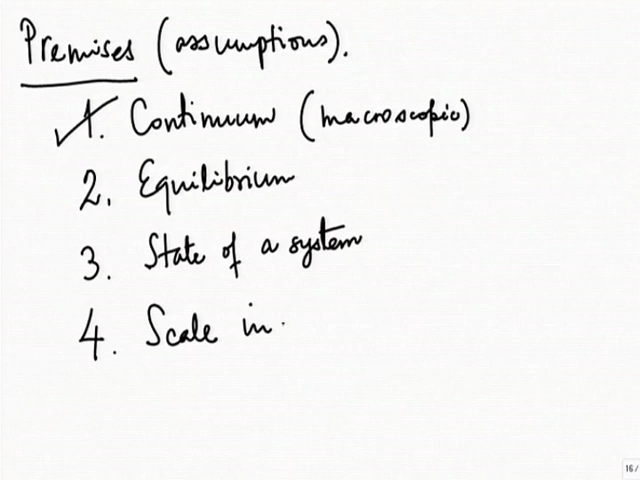 Premises (assumptions).
1. Continuum (macroscopic)
2. Equilibrium
3. State of a system
4. Scale in.
16/